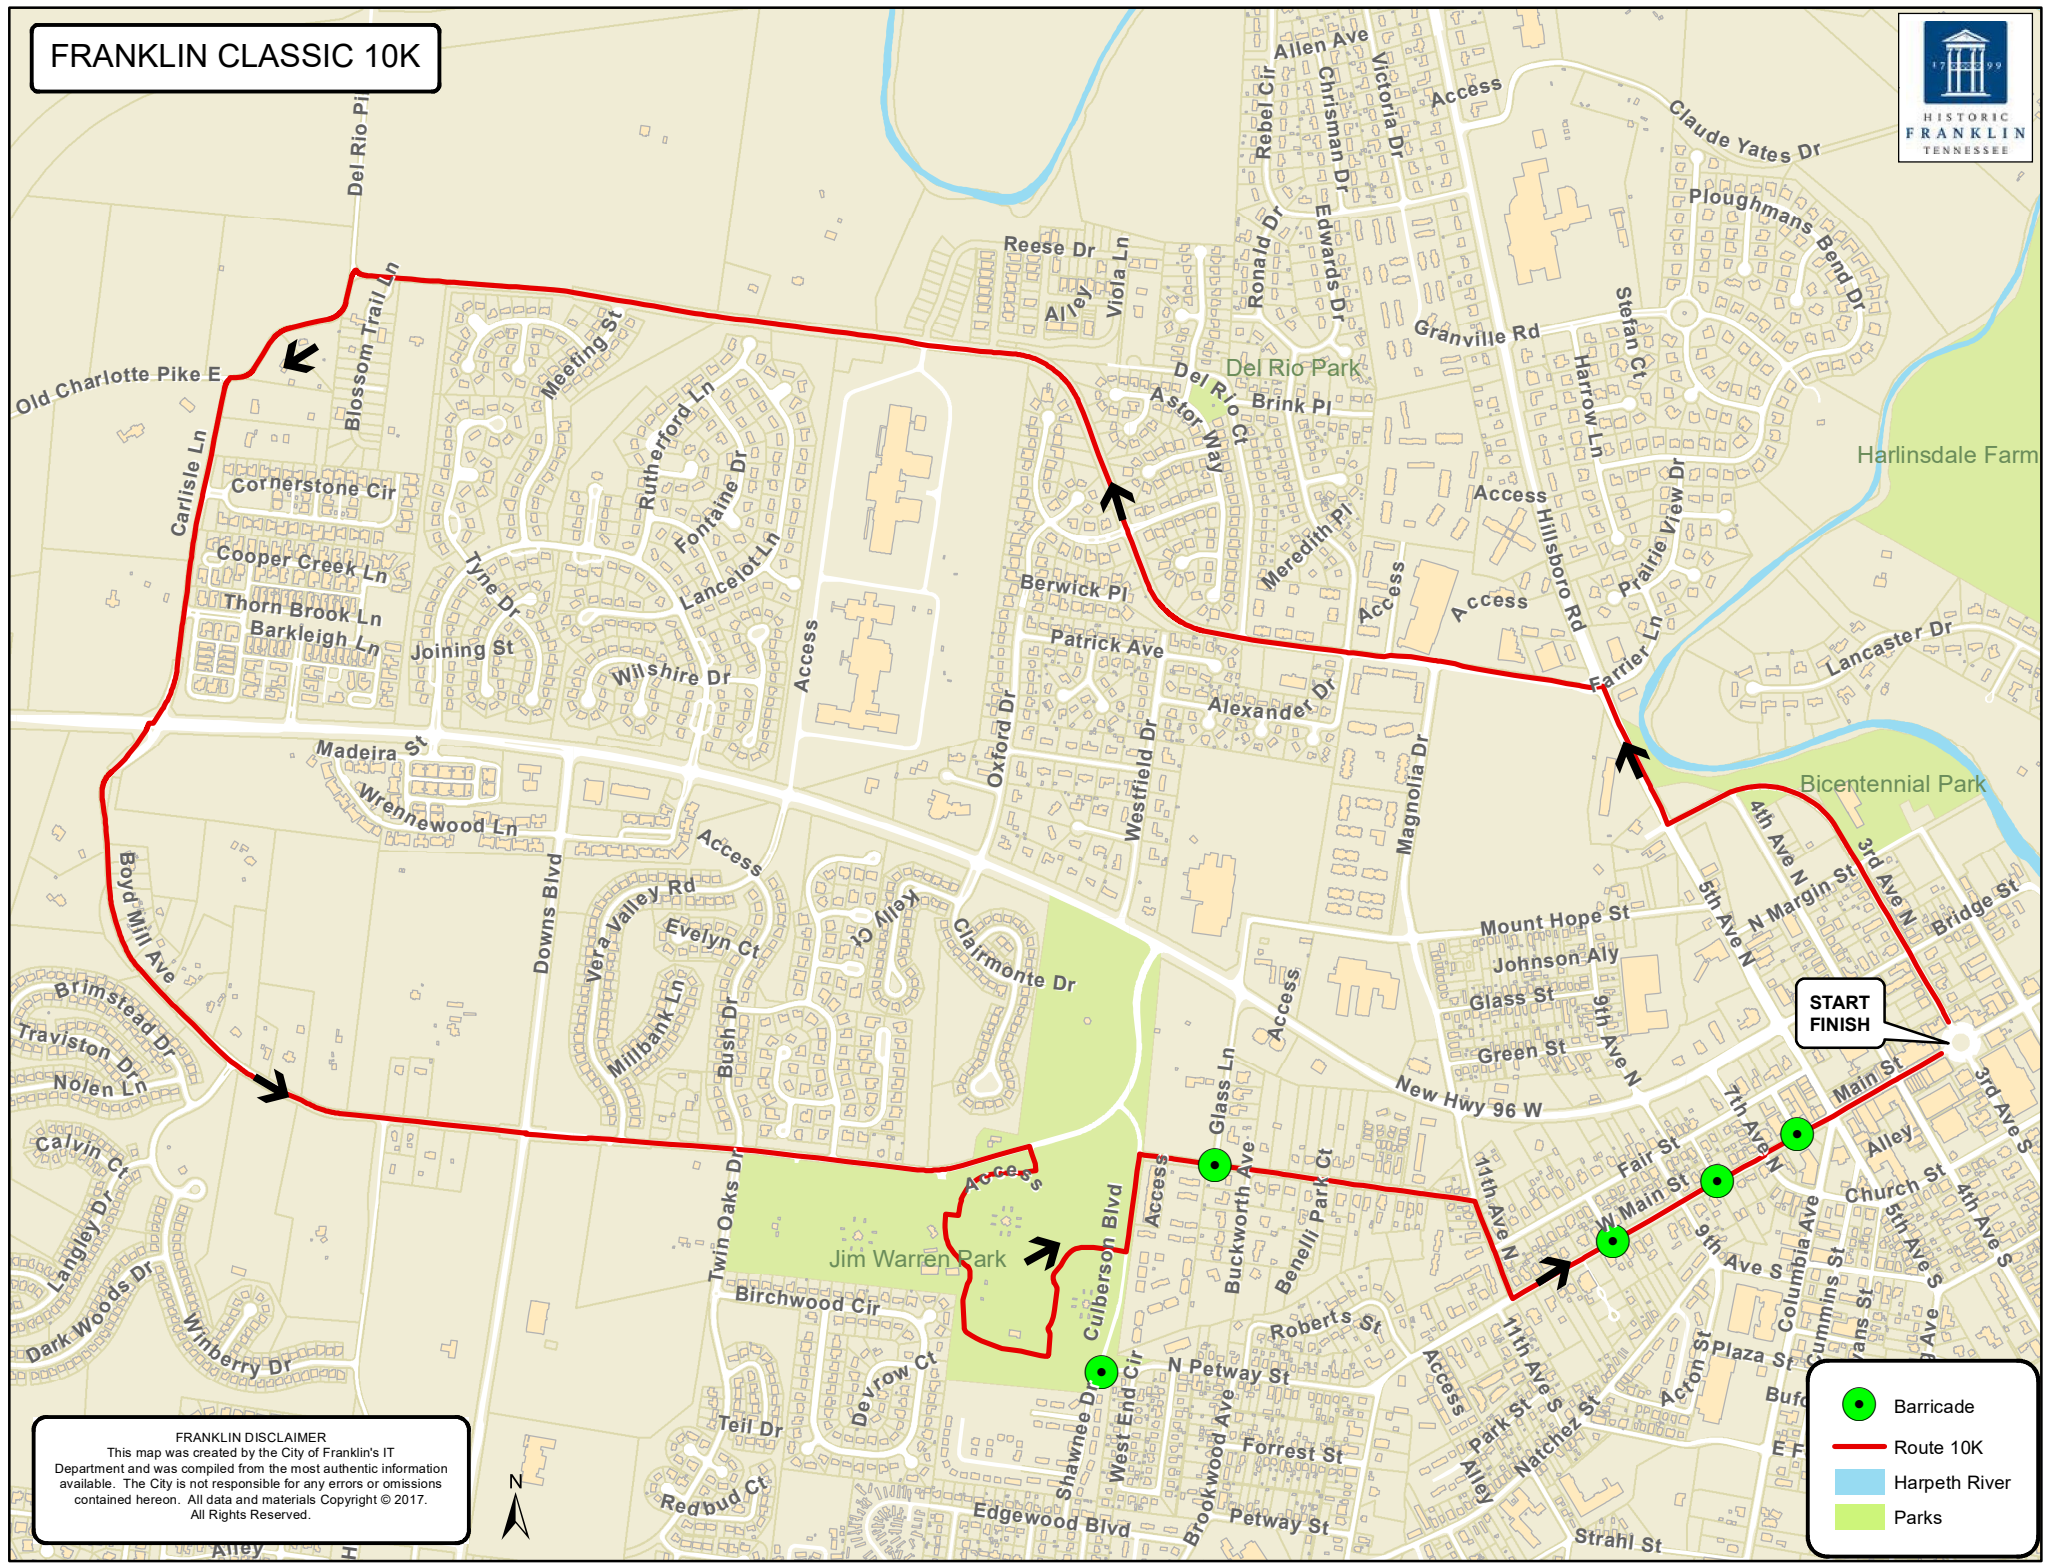 FRANKLIN CLASSIC 10K
1799
HISTORIC
FRANKLIN
TENNESSEE
Allen Ave
Rebel Cir
Chrisman Dr
Victoria Dr
Access
Claude Yates Dr
Ploughmans Bend Dr
Reese Dr
Viola Ln
Alley
Ronald Dr
Edwards Dr
Stefan Ct
Granville Rd
Harrow Ln
Blossom Trail Ln
Meeting St
Old Charlotte Pike E
Carlisle Ln
Rutherford Ln
Fontaine Dr
Lancelot Ln
Del Rio Park
Del Rio Ct
Astor Way
Brink Pl
Harlinsdale Farm
Cornerstone Cir
Cooper Creek Ln
Thorn Brook Ln
Barkleigh Ln
Tyne Dr
Joining St
Wilshire Dr
Access
Berwick Pl
Patrick Ave
Meredith Pl
Access
Access
Access
Hillsboro Rd
Prairie View Dr
Farrier Ln
Lancaster Dr
Alexander Dr
Oxford Dr
Westfield Dr
Magnolia Dr
Madeira St
Wrennewood Ln
Access
Bicentennial Park
4th Ave N
3rd Ave N
N Margin St
Bridge St
5th Ave N
Boyd Mill Ave
Downs Blvd
Vera Valley Rd
Evelyn Ct
Kelly Ct
Clairmonte Dr
Mount Hope St
Johnson Aly
Glass St
9th Ave N
Green St
Access
Brimstead Dr
Traviston Dr
Nolen Ln
Millbank Ln
Bush Dr
Glass Ln
New Hwy 96 W
START
FINISH
Main St
3rd Ave S
7th Ave N
Alley
Fair St
W Main St
Church St
4th Ave S
5th Ave S
Calvin Ct
Langley Dr
Dark Woods Dr
Winberry Dr
Twin Oaks Dr
Access
Jim Warren Park
Culberson Blvd
Access
Buckworth Ave
Benelli Park Ct
11th Ave N
9th Ave S
Columbia Ave
Cummins St
Birchwood Cir
Devrow Ct
Teil Dr
Redbud Ct
Roberts St
N Petway St
Access
11th Ave S
Acton St
Plaza St
Shawnee Dr
West End Cir
Brookwood Ave
Forrest St
Park St
Natchez St
Alley
Edgewood Blvd
Petway St
Strahl St
Alley
N
FRANKLIN DISCLAIMER
This map was created by the City of Franklin's IT
Department and was compiled from the most authentic information
available. The City is not responsible for any errors or omissions
contained hereon. All data and materials Copyright © 2017.
All Rights Reserved.
Barricade
Route 10K
Harpeth River
Parks